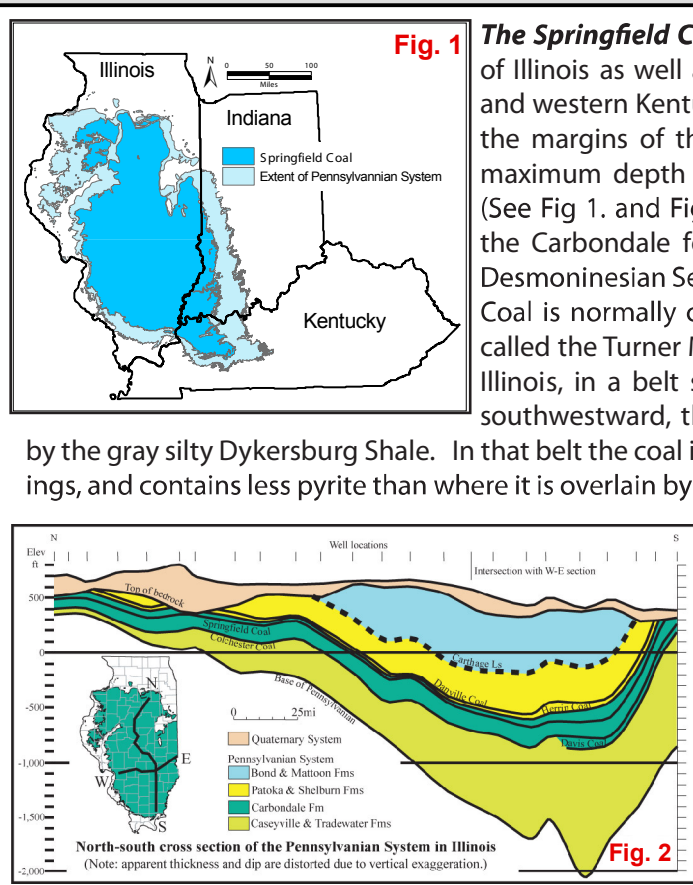 Fig. 1
Illinois
N
0 50 100
Miles
Indiana
Springfield Coal
Extent of Pennsylvannian System
Kentucky
The Springfield C
of Illinois as well
and western Kentu
the margins of th
maximum depth
(See Fig 1. and Fig
the Carbondale f
Desmoninesian Se
Coal is normally
called the Turner M
Illinois, in a belt s
southwestward, th
by the gray silty Dykersburg Shale. In that belt the coal i
ings, and contains less pyrite than where it is overlain by
N
S
Elev
ft
Well locations
Intersection with W-E section
500
0
-500
-1,000
-1,500
-2,000
Top of bedrock
Springfield Coal
Colchester Coal
Base of Pennsylvanian
Carthage Ls
Danville Coal
Herrin Coal
Davis Coal
N
W
E
S
0 25mi
Quaternary System
Pennsylvanian System
Bond & Mattoon Fms
Patoka & Shelburn Fms
Carbondale Fm
Caseyville & Tradewater Fms
North-south cross section of the Pennsylvanian System in Illinois
(Note: apparent thickness and dip are distorted due to vertical exaggeration.)
Fig. 2